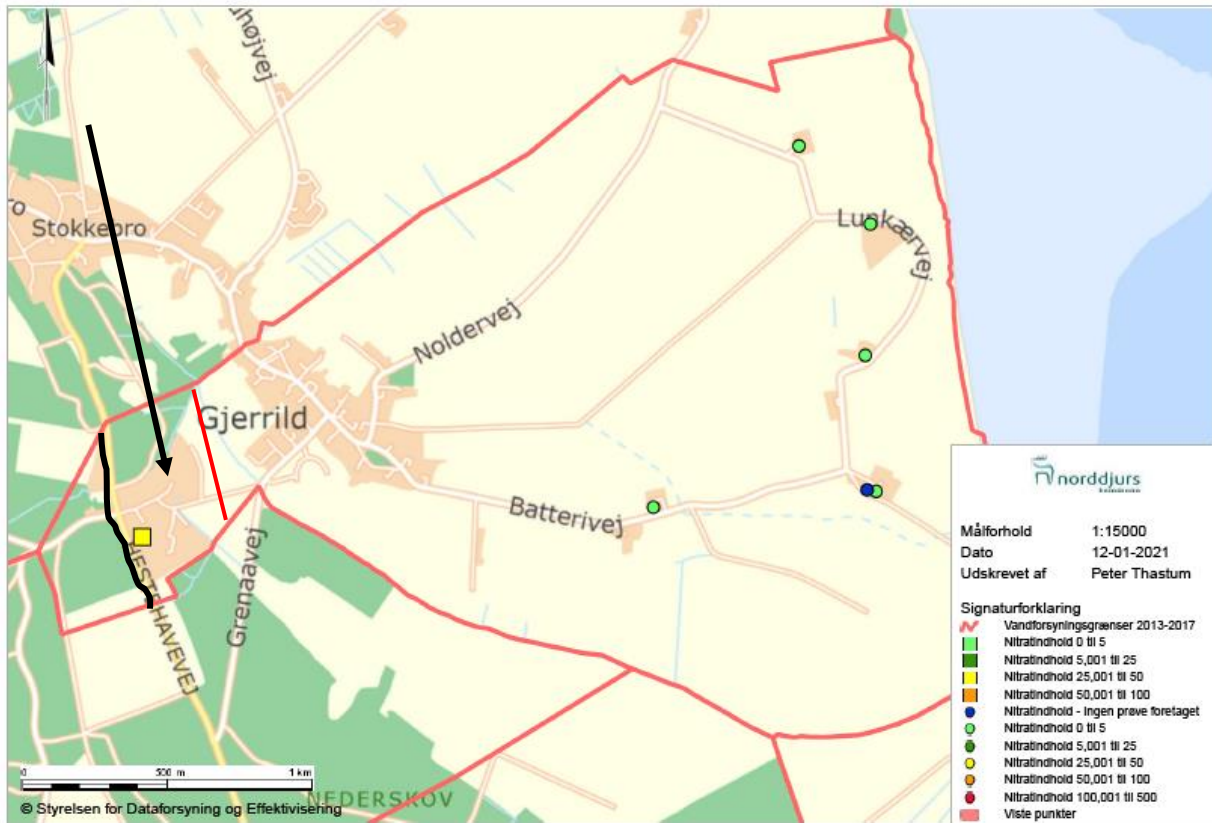 Stokkebro
Lunkærvej
Noldervej
Gjerrild
Batterivej
HESTEHAVEVEJ
Grenaavej
NEDERSKOV
0 500 m 1 km
© Styrelsen for Dataforsyning og Effektivisering
norddjurs
Målforhold 1:15000
Dato 12-01-2021
Udskrevet af Peter Thastum
Signaturforklaring
Vandforsyningsgrænser 2013-2017
Nitratindhold 0 til 5
Nitratindhold 5,001 til 25
Nitratindhold 25,001 til 50
Nitratindhold 50,001 til 100
Nitratindhold - Ingen prøve foretaget
Nitratindhold 0 til 5
Nitratindhold 5,001 til 25
Nitratindhold 25,001 til 50
Nitratindhold 50,001 til 100
Nitratindhold 100,001 til 500
Viste punkter